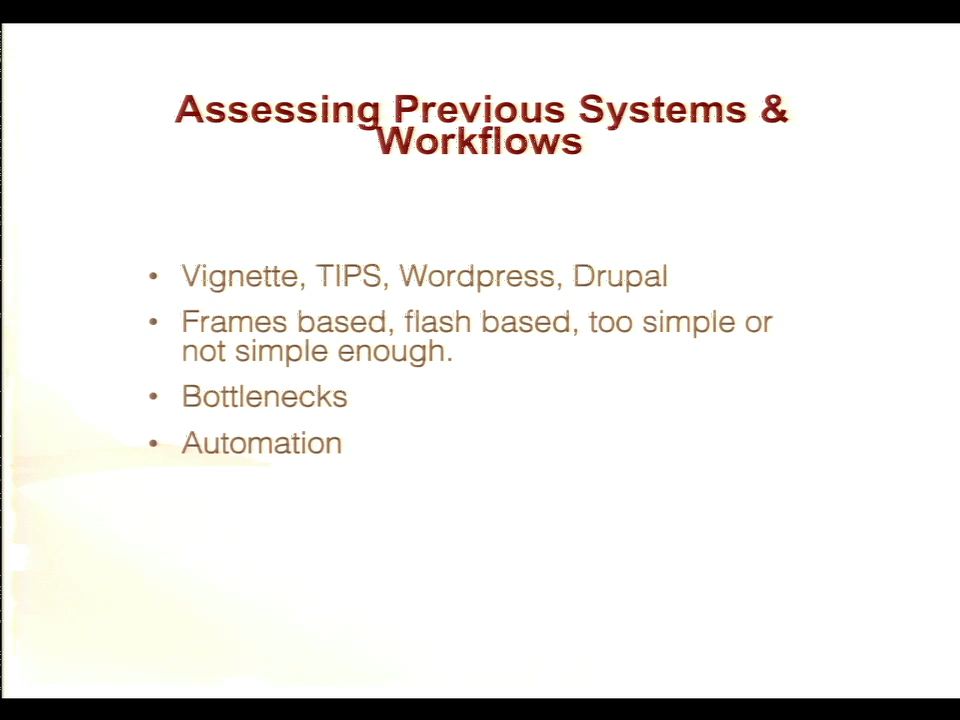 Assessing Previous Systems &
Workflows
• Vignette, TIPS, Wordpress, Drupal
• Frames based, flash based, too simple or
not simple enough.
• Bottlenecks
• Automation